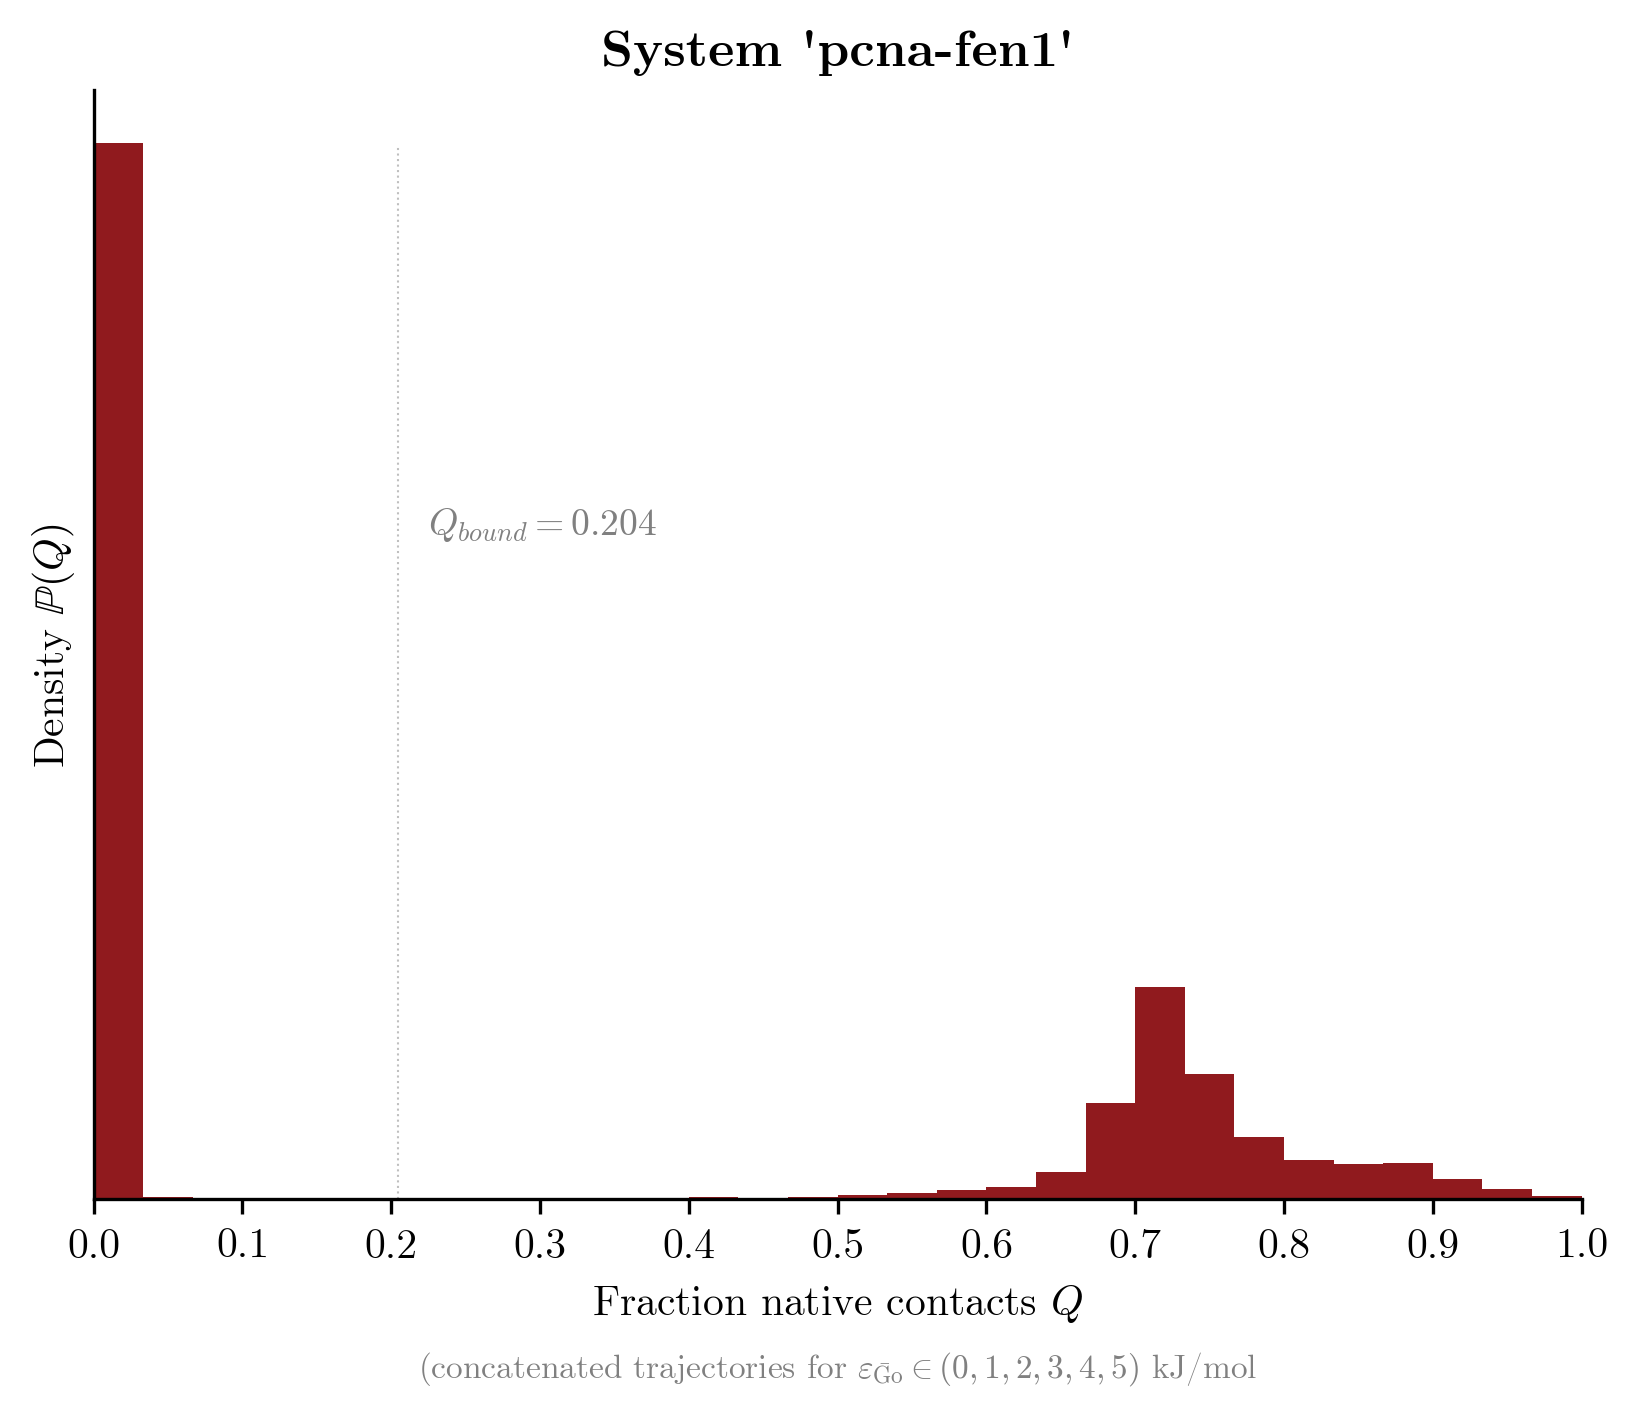 System 'pcna-fen1'
Density ℙ(Q)
Q_bound = 0.204
0.0 0.1 0.2 0.3 0.4 0.5 0.6 0.7 0.8 0.9 1.0
Fraction native contacts Q
(concatenated trajectories for ε_Ḡo ∈ (0, 1, 2, 3, 4, 5) kJ/mol